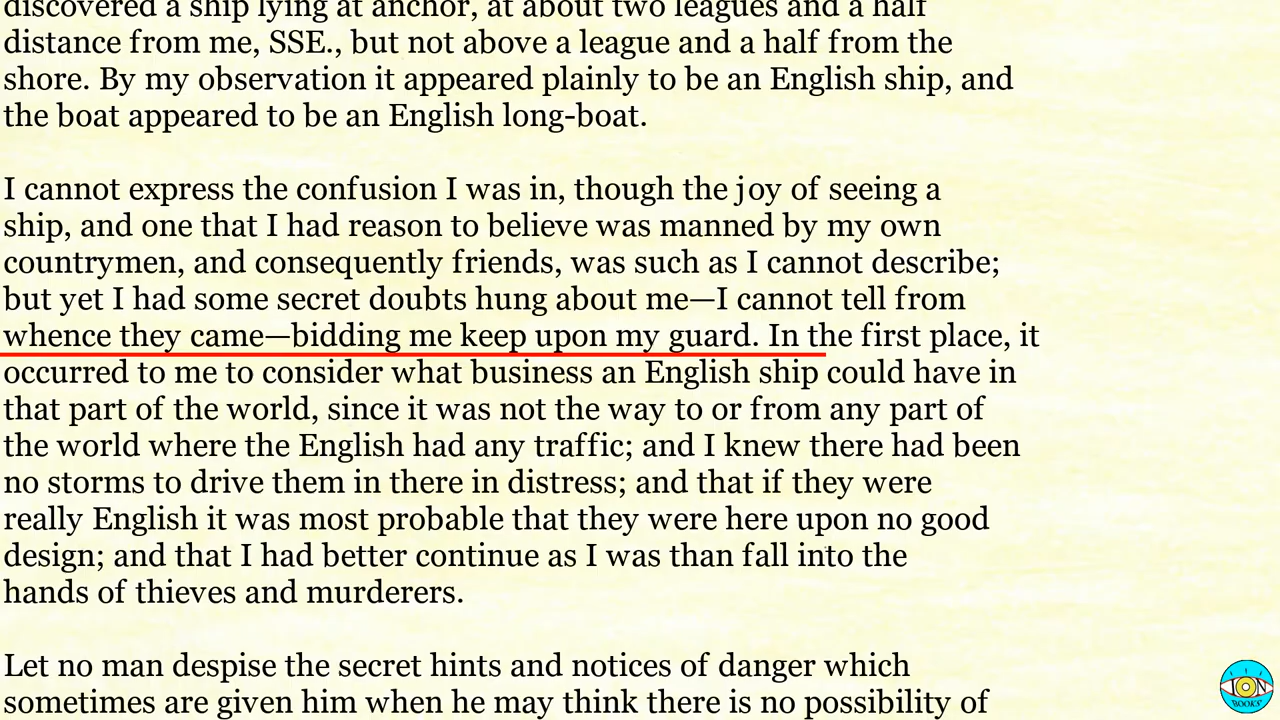 discovered a ship lying at anchor, at about two leagues and a half
distance from me, SSE., but not above a league and a half from the
shore. By my observation it appeared plainly to be an English ship, and
the boat appeared to be an English long-boat.
I cannot express the confusion I was in, though the joy of seeing a
ship, and one that I had reason to believe was manned by my own
countrymen, and consequently friends, was such as I cannot describe;
but yet I had some secret doubts hung about me—I cannot tell from
whence they came—bidding me keep upon my guard. In the first place, it
occurred to me to consider what business an English ship could have in
that part of the world, since it was not the way to or from any part of
the world where the English had any traffic; and I knew there had been
no storms to drive them in there in distress; and that if they were
really English it was most probable that they were here upon no good
design; and that I had better continue as I was than fall into the
hands of thieves and murderers.
Let no man despise the secret hints and notices of danger which
sometimes are given him when he may think there is no possibility of
ION
BOOKS